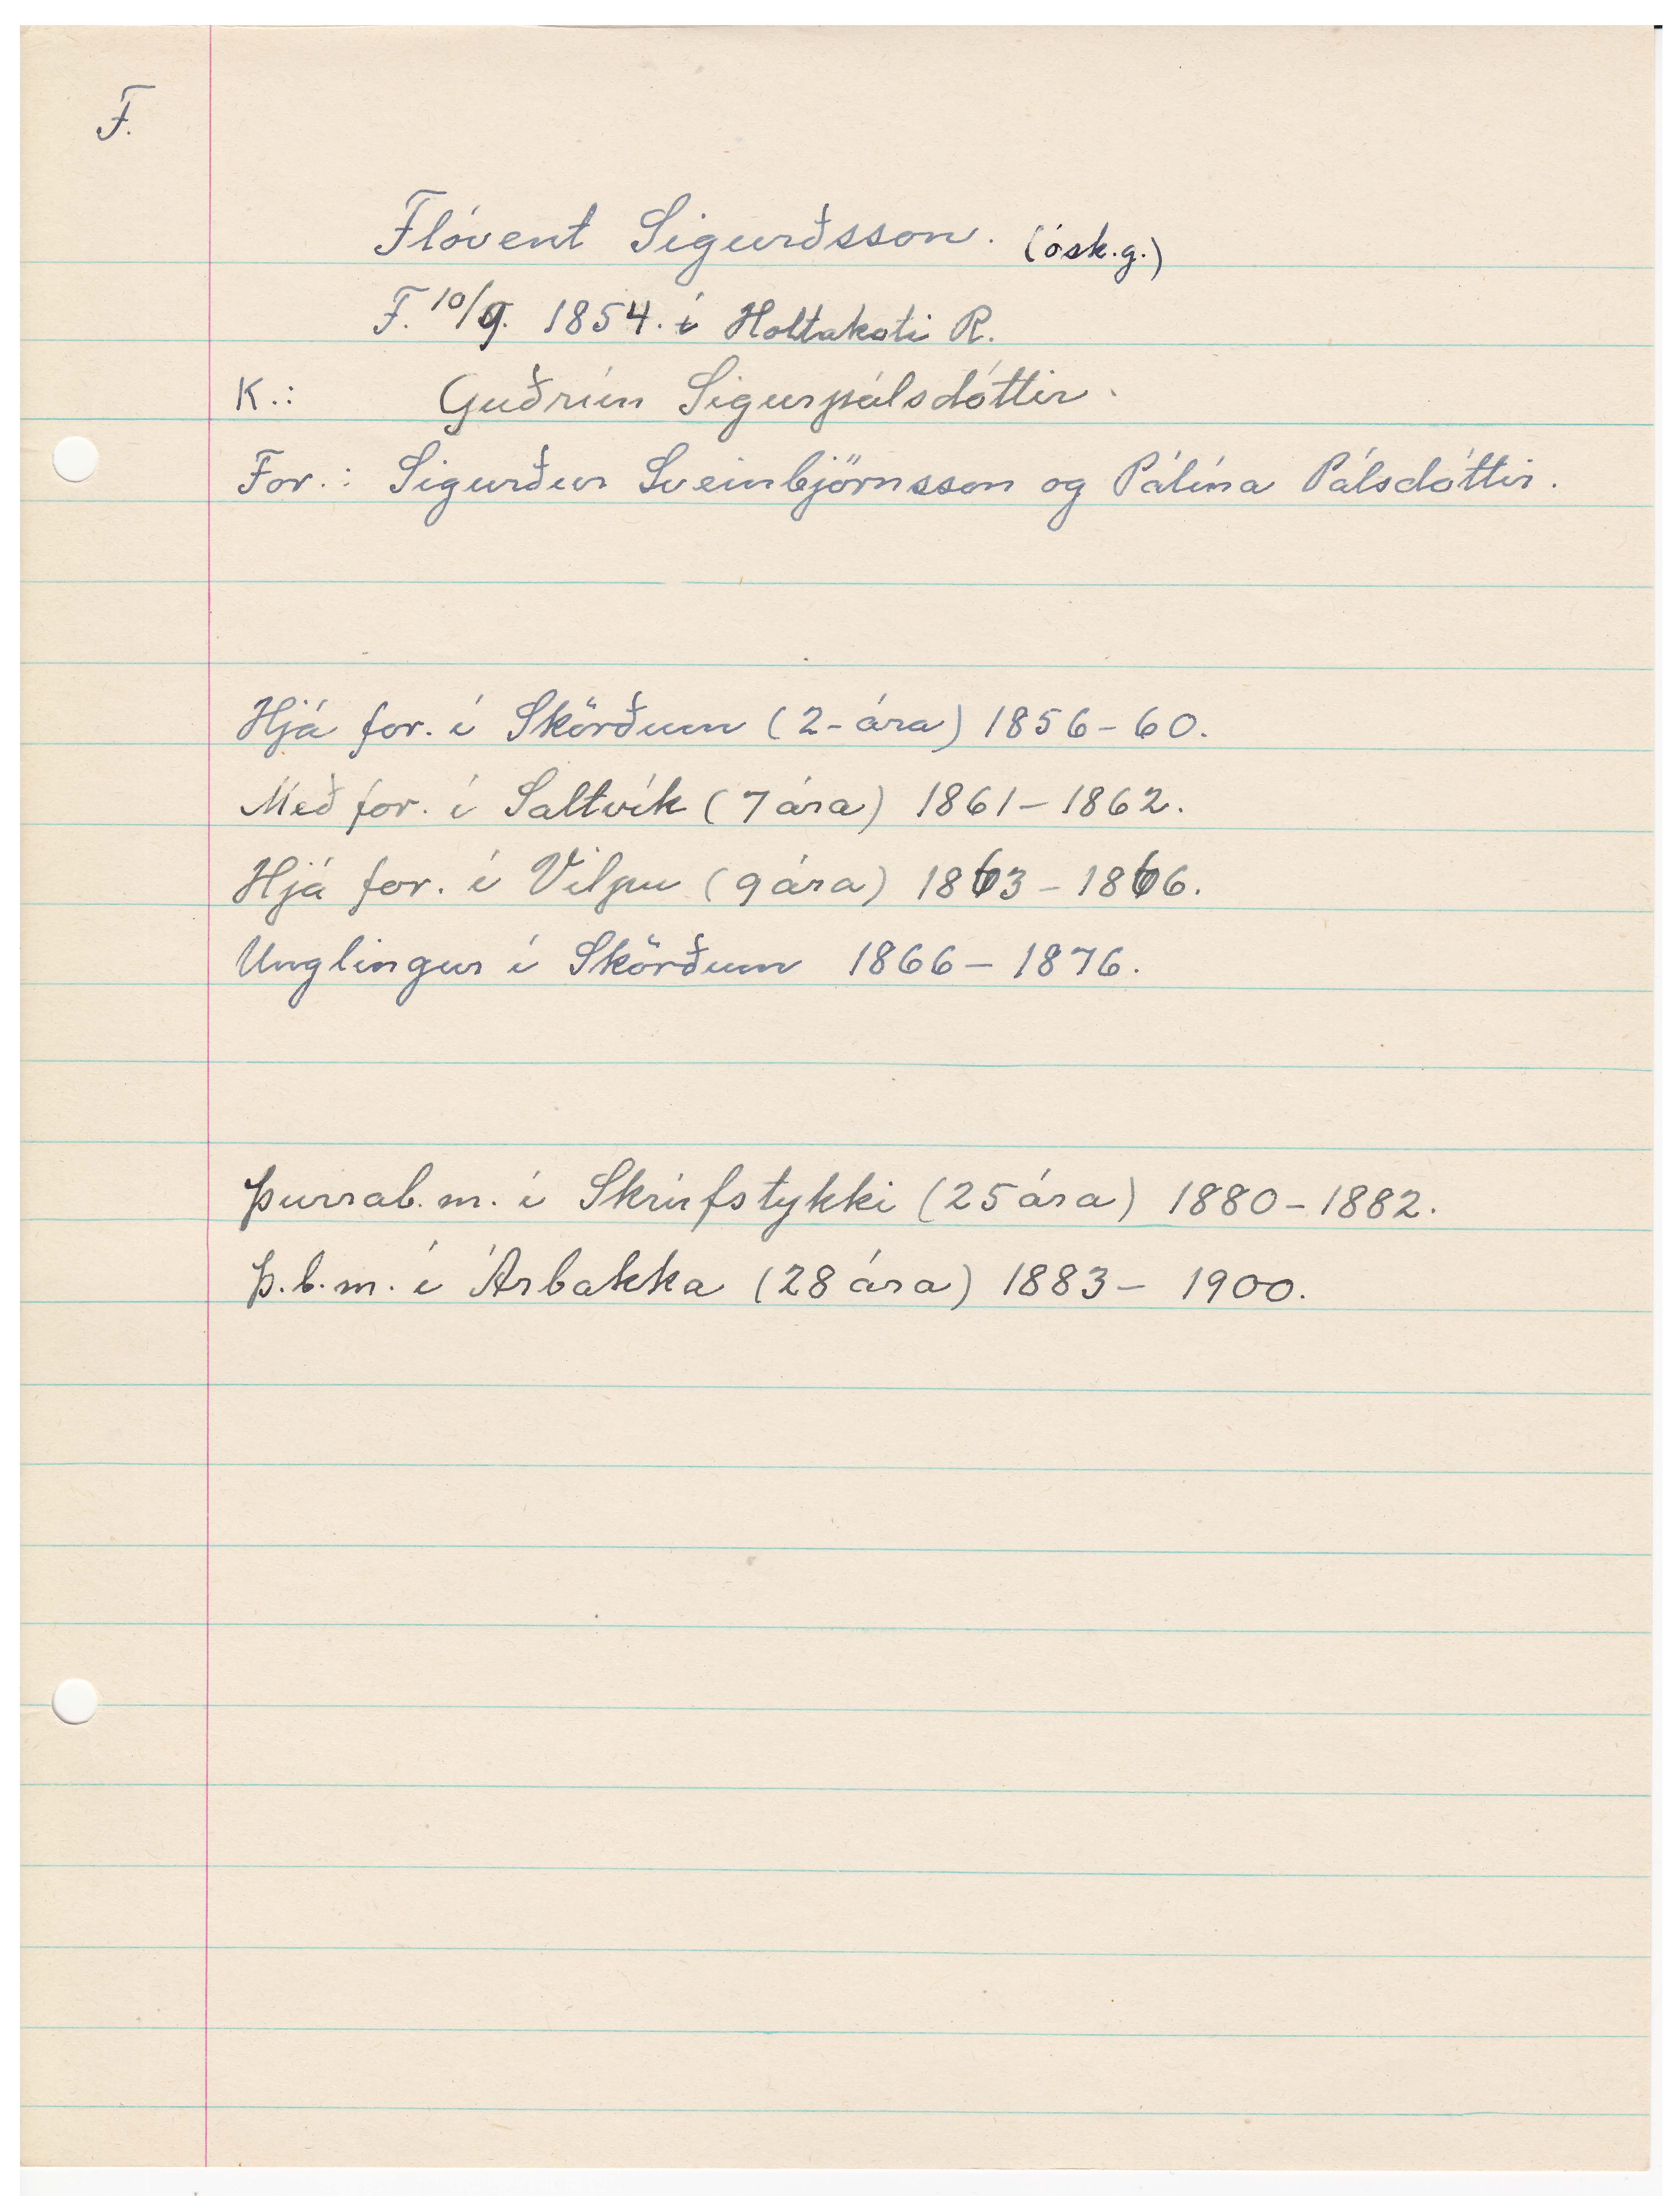 F.
Flóvent Sigurðsson. (ósk.g.)
F. 10/9. 1854. í Holtakoti R.
K.: Guðrún Sigurpálsdóttir.
For.: Sigurður Sveinbjörnsson og Pálína Pálsdóttir.
Hjá for. í Skörðum (2-ára) 1856-60.
Með for. í Saltvík (7 ára) 1861-1862.
Hjá for. í Vilpu (9 ára) 1863-1866.
Unglingur í Skörðum 1866-1876.
Þurrab.m. í Skrúfstykki (25 ára) 1880-1882.
Þ.b.m. í Árbakka (28 ára) 1883- 1900.